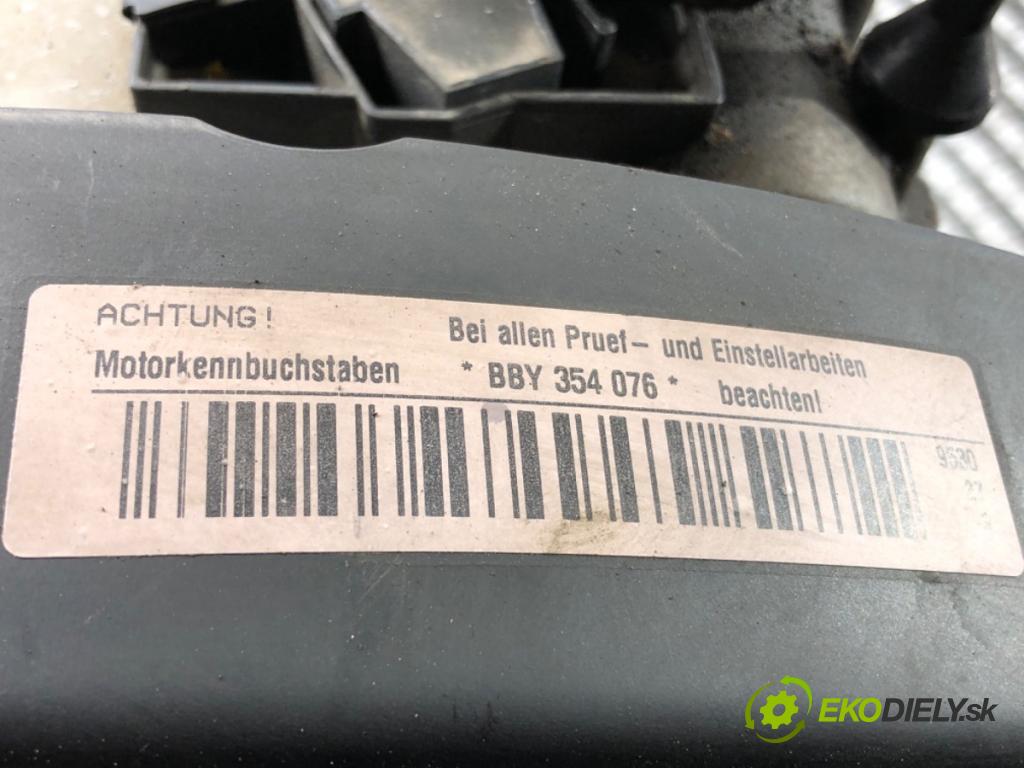 ACHTUNG!
Bei allen Pruef- und Einstellarbeiten
Motorkennbuchstaben * BBY 354 076 * beachten!
9530
EKODIELY.sk